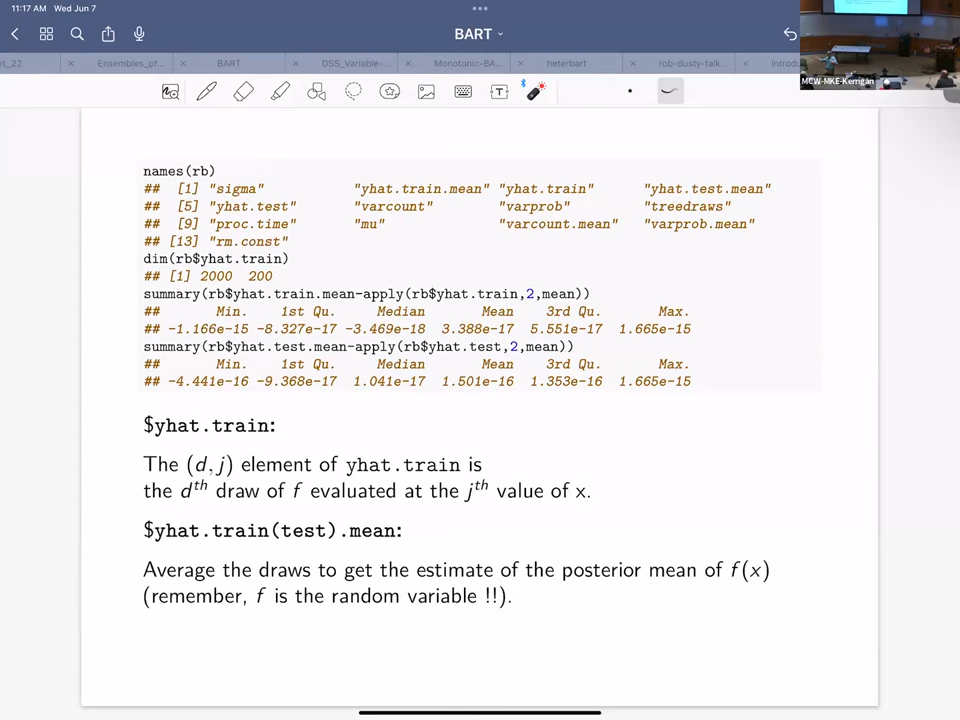 11:17 AM Wed Jun 7
BART
t_22
Ensembles_of...
BART
DSS_Variable-...
Monotonic-BA...
heterbart
rob-dusty-talk...
Introdu
MCW-MKE-Kerrigan
names(rb)
## [1] "sigma" "yhat.train.mean" "yhat.train" "yhat.test.mean"
## [5] "yhat.test" "varcount" "varprob" "treedraws"
## [9] "proc.time" "mu" "varcount.mean" "varprob.mean"
## [13] "rm.const"
dim(rb$yhat.train)
## [1] 2000 200
summary(rb$yhat.train.mean-apply(rb$yhat.train,2,mean))
## Min. 1st Qu. Median Mean 3rd Qu. Max.
## -1.166e-15 -8.327e-17 -3.469e-18 3.388e-17 5.551e-17 1.665e-15
summary(rb$yhat.test.mean-apply(rb$yhat.test,2,mean))
## Min. 1st Qu. Median Mean 3rd Qu. Max.
## -4.441e-16 -9.368e-17 1.041e-17 1.501e-16 1.353e-16 1.665e-15
$yhat.train:
The (d, j) element of yhat.train is
the dth draw of f evaluated at the jth value of x.
$yhat.train(test).mean:
Average the draws to get the estimate of the posterior mean of f(x)
(remember, f is the random variable !!).